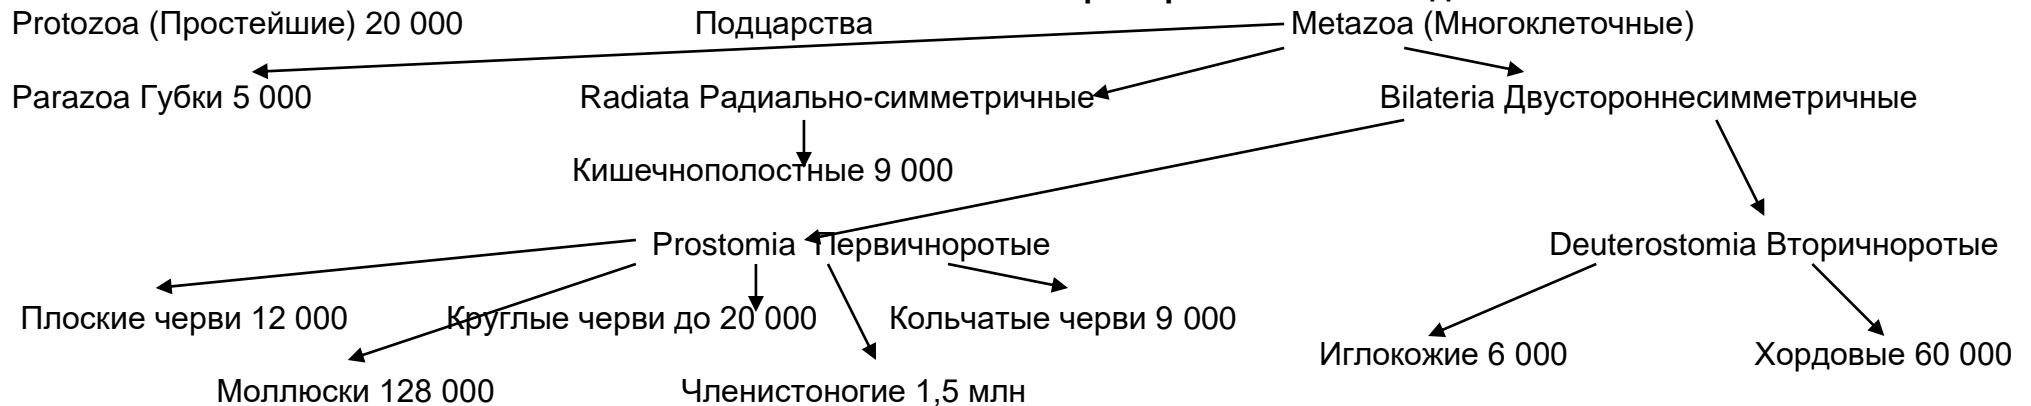 Protozoa (Простейшие) 20 000 Подцарства Metazoa (Многоклеточные)
Parazoa Губки 5 000 Radiata Радиально-симметричные Bilateria Двустороннесимметричные
Кишечнополостные 9 000
Prostomia Первичноротые Deuterostomia Вторичноротые
Плоские черви 12 000 Круглые черви до 20 000 Кольчатые черви 9 000
Иглокожие 6 000 Хордовые 60 000
Моллюски 128 000 Членистоногие 1,5 млн